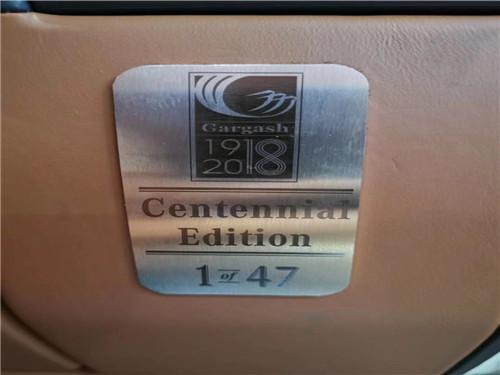 Gargash
1918
2018
Centennial
Edition
1 of 47